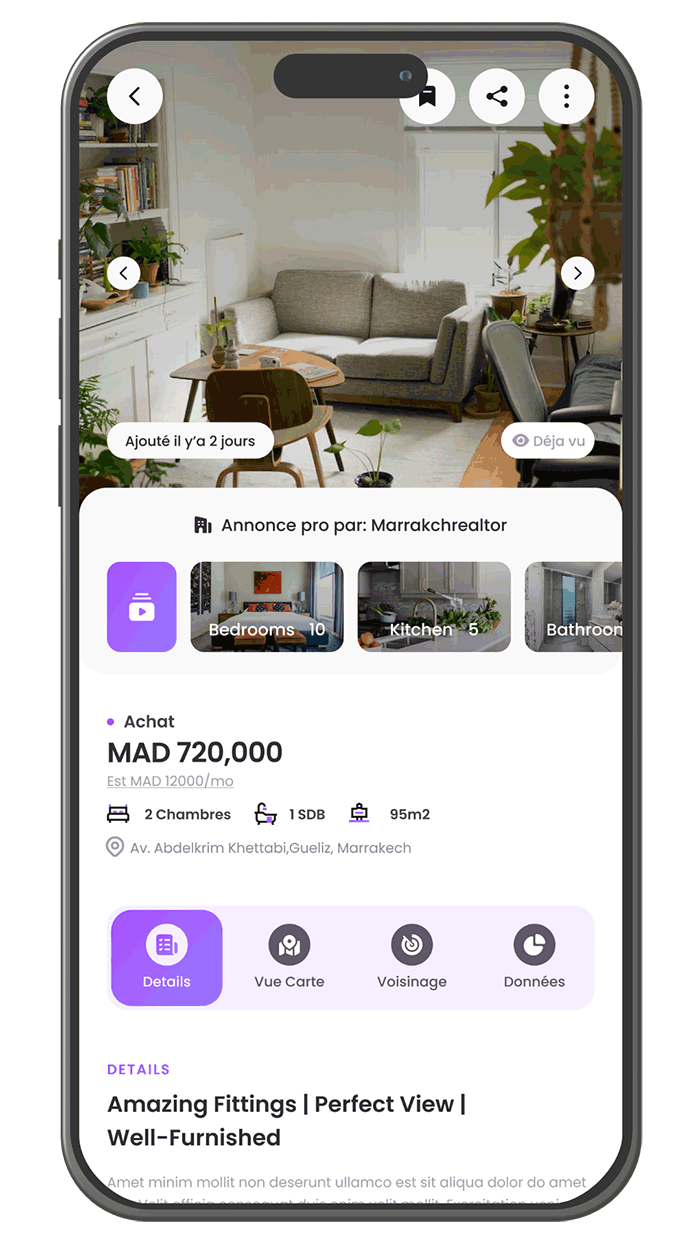 Ajouté il y'a 2 jours
Déja vu
Annonce pro par: Marrakchrealtor
Bedrooms 10
Kitchen 5
Bathroom
Achat
MAD 720,000
Est MAD 12000/mo
2 Chambres 1 SDB 95m2
Av. Abdelkrim Khettabi,Gueliz, Marrakech
Details
Vue Carte
Voisinage
Données
DETAILS
Amazing Fittings | Perfect View |
Well-Furnished
Amet minim mollit non deserunt ullamco est sit aliqua dolor do amet